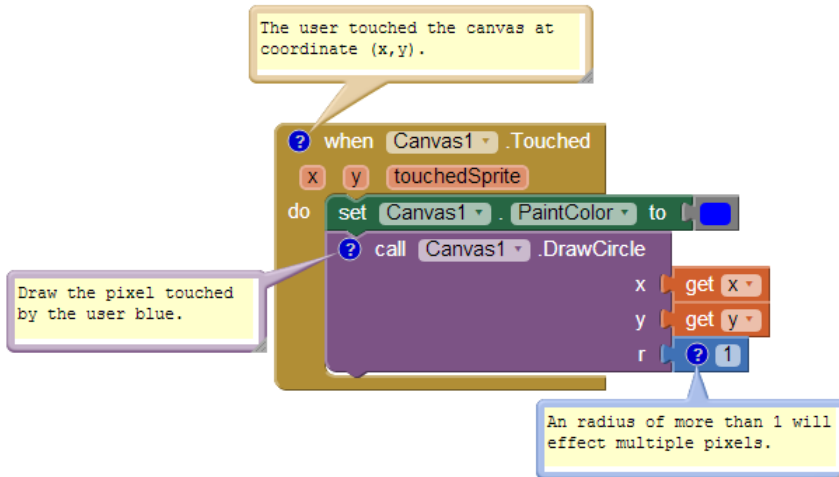 The user touched the canvas at
coordinate (x,y).
? when Canvas1 .Touched
x y touchedSprite
do set Canvas1 . PaintColor to
? call Canvas1 .DrawCircle
x get x
Draw the pixel touched
by the user blue.
y get y
r ? 1
An radius of more than 1 will
effect multiple pixels.